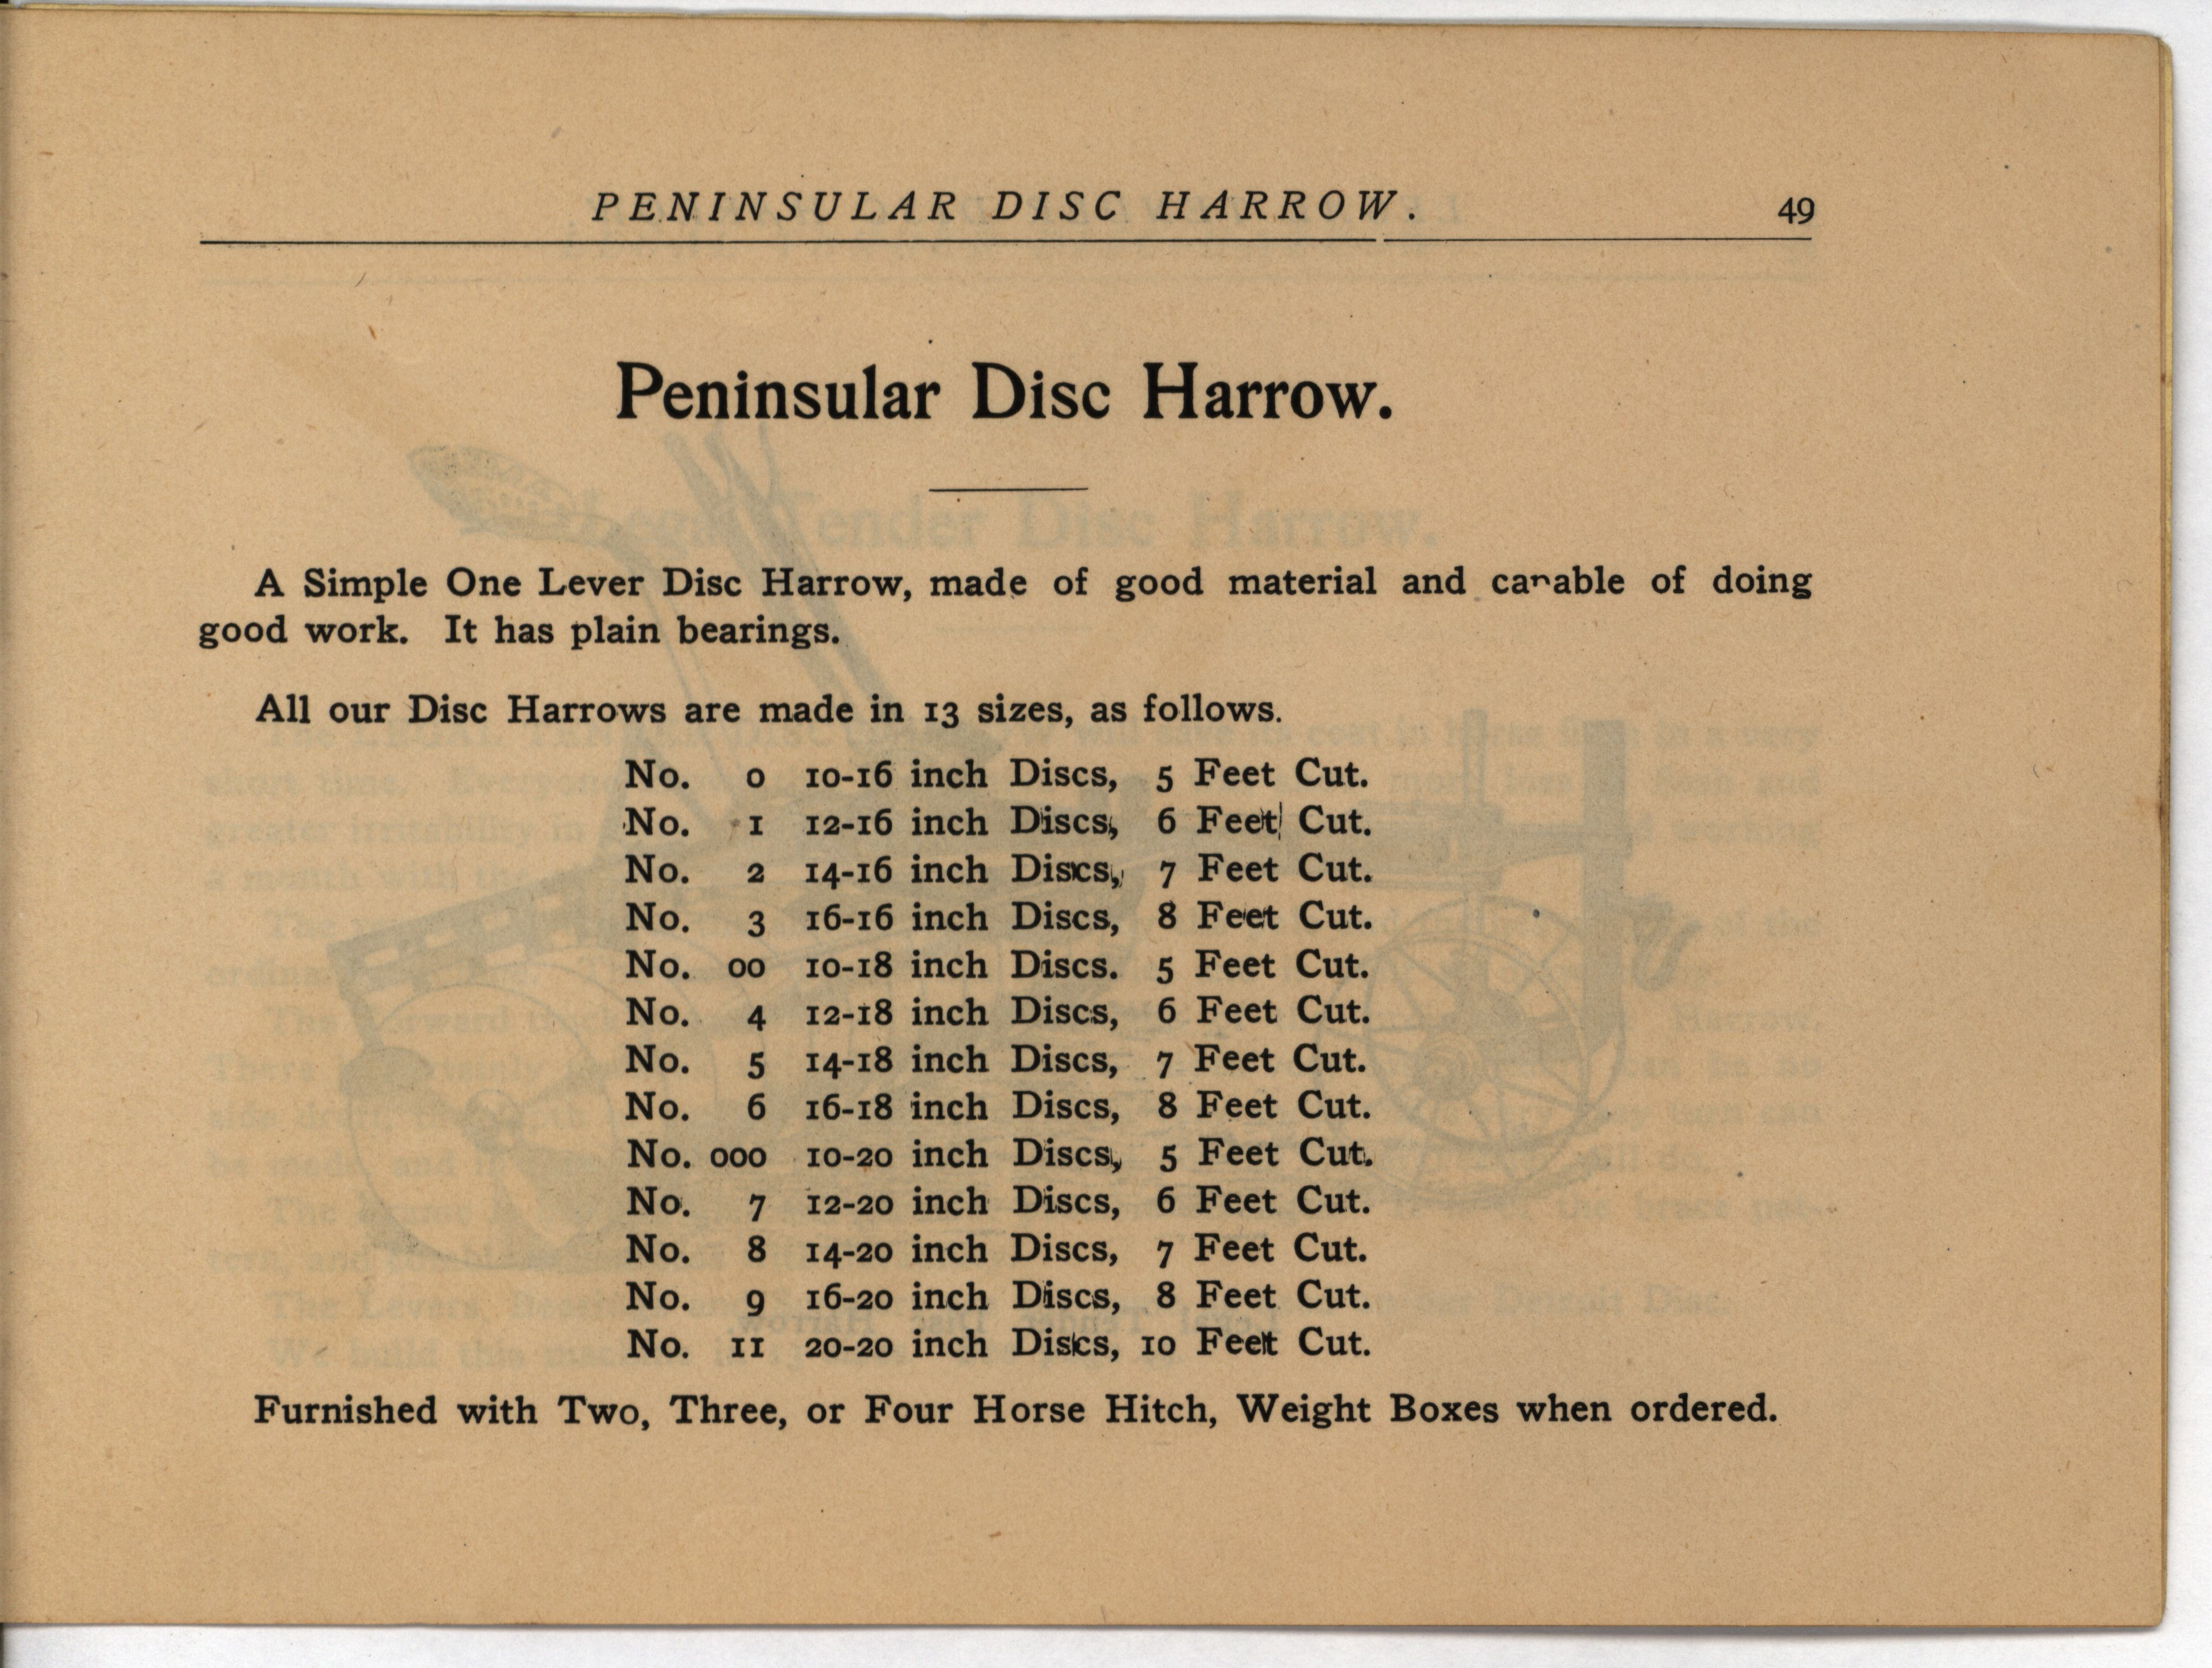 PENINSULAR DISC HARROW. 49
Peninsular Disc Harrow.
A Simple One Lever Disc Harrow, made of good material and capable of doing
good work. It has plain bearings.
All our Disc Harrows are made in 13 sizes, as follows.
No. 0 10-16 inch Discs, 5 Feet Cut.
No. 1 12-16 inch Discs, 6 Feet Cut.
No. 2 14-16 inch Discs, 7 Feet Cut.
No. 3 16-16 inch Discs, 8 Feet Cut.
No. 00 10-18 inch Discs. 5 Feet Cut.
No. 4 12-18 inch Discs, 6 Feet Cut.
No. 5 14-18 inch Discs, 7 Feet Cut.
No. 6 16-18 inch Discs, 8 Feet Cut.
No. 000 10-20 inch Discs, 5 Feet Cut.
No. 7 12-20 inch Discs, 6 Feet Cut.
No. 8 14-20 inch Discs, 7 Feet Cut.
No. 9 16-20 inch Discs, 8 Feet Cut.
No. 11 20-20 inch Discs, 10 Feet Cut.
Furnished with Two, Three, or Four Horse Hitch, Weight Boxes when ordered.